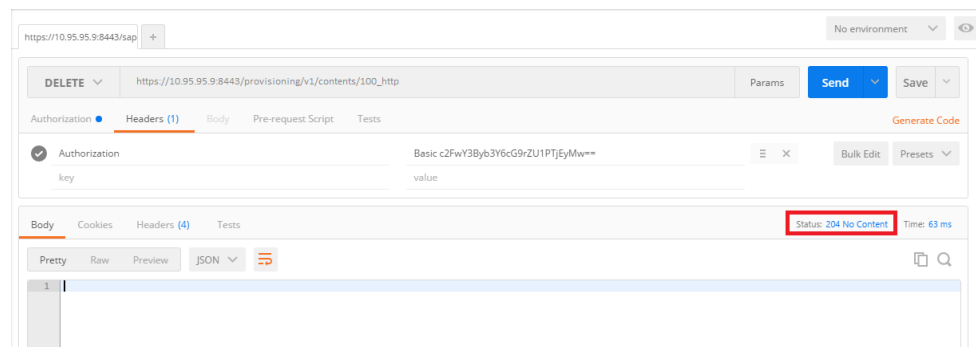 https://10.95.95.9:8443/sap
+
No environment
DELETE https://10.95.95.9:8443/provisioning/v1/contents/100_http Params Send Save
Authorization Headers (1) Body Pre-request Script Tests Generate Code
Authorization Basic c2FwY3Byb3Y6cG9rZU1PTjEyMw== Bulk Edit Presets
key value
Body Cookies Headers (4) Tests Status: 204 No Content Time: 63 ms
Pretty Raw Preview JSON
1